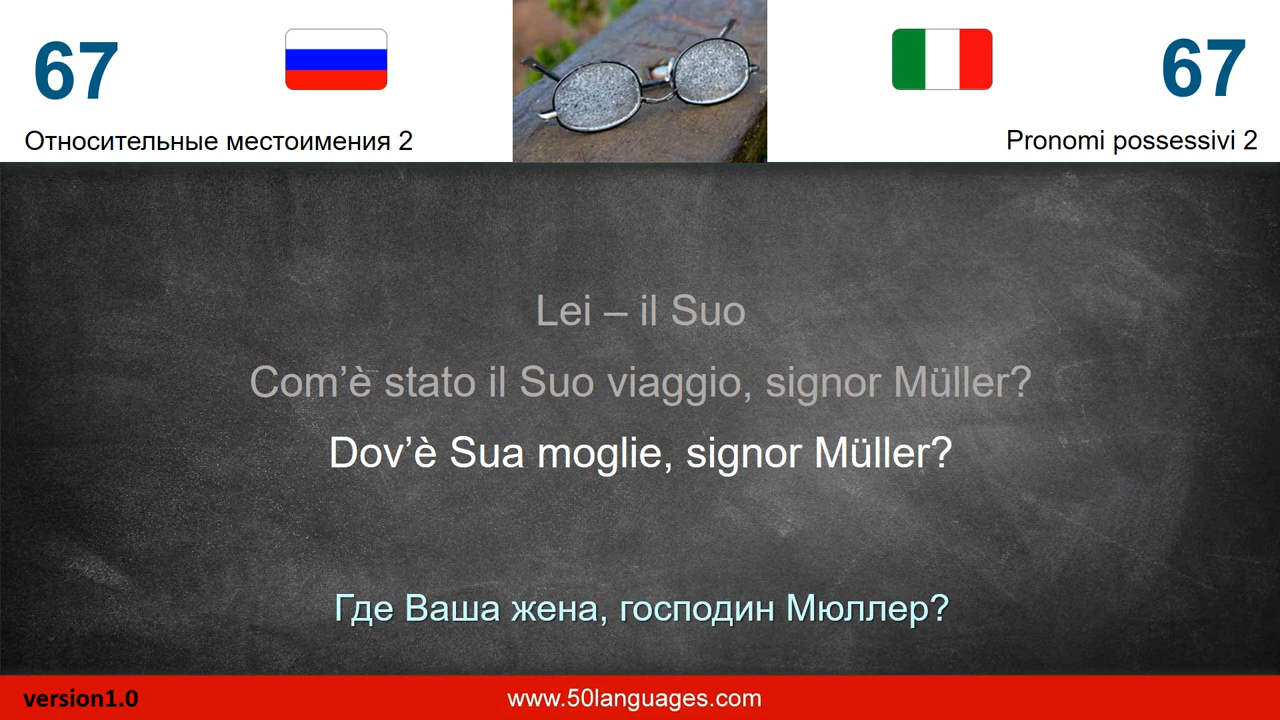 67
67
Относительные местоимения 2
Pronomi possessivi 2
Lei – il Suo
Com’è stato il Suo viaggio, signor Müller?
Dov’è Sua moglie, signor Müller?
Где Ваша жена, господин Мюллер?
version1.0
www.50languages.com